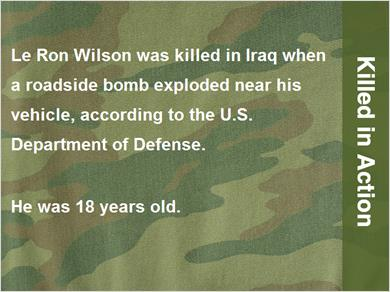 Le Ron Wilson was killed in Iraq when
a roadside bomb exploded near his
vehicle, according to the U.S.
Department of Defense.
He was 18 years old.
Killed in Action